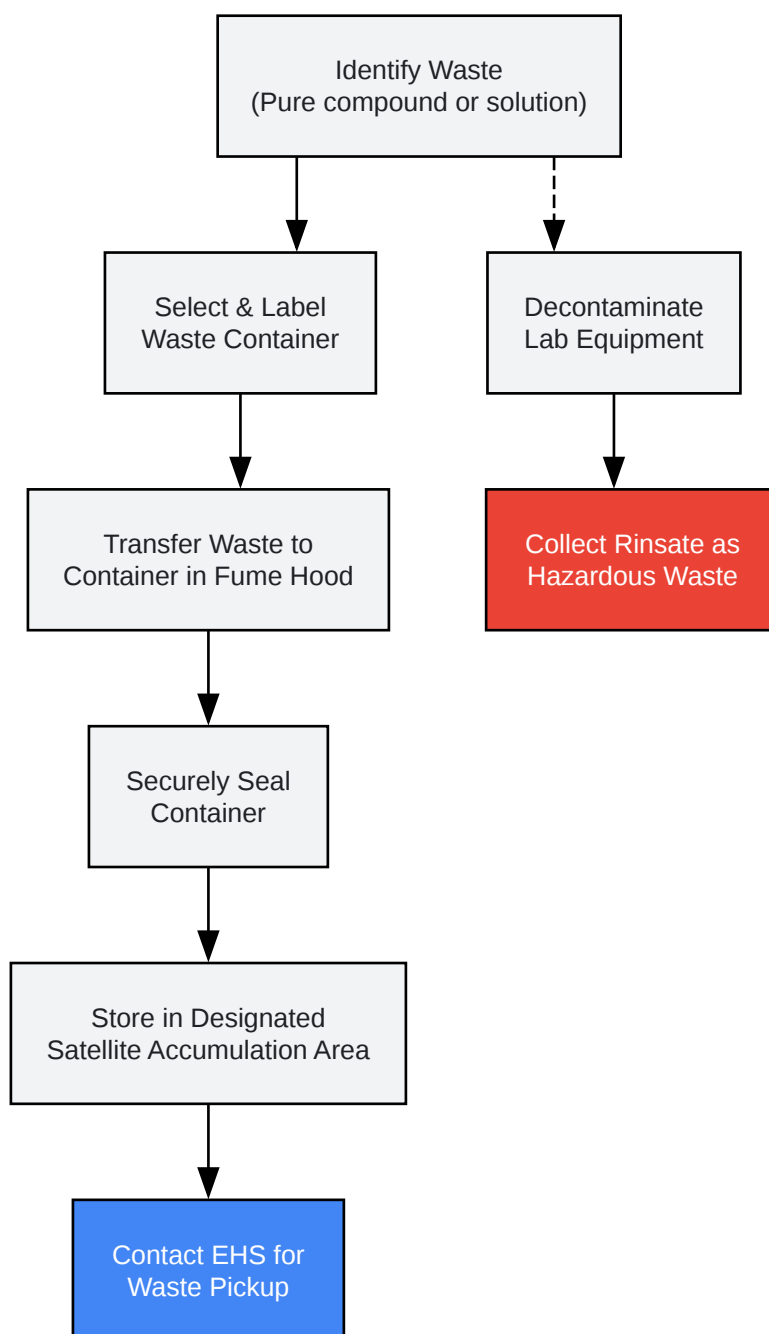 Identify Waste
(Pure compound or solution)
Select & Label
Waste Container
Decontaminate
Lab Equipment
Transfer Waste to
Container in Fume Hood
Collect Rinsate as
Hazardous Waste
Securely Seal
Container
Store in Designated
Satellite Accumulation Area
Contact EHS for
Waste Pickup